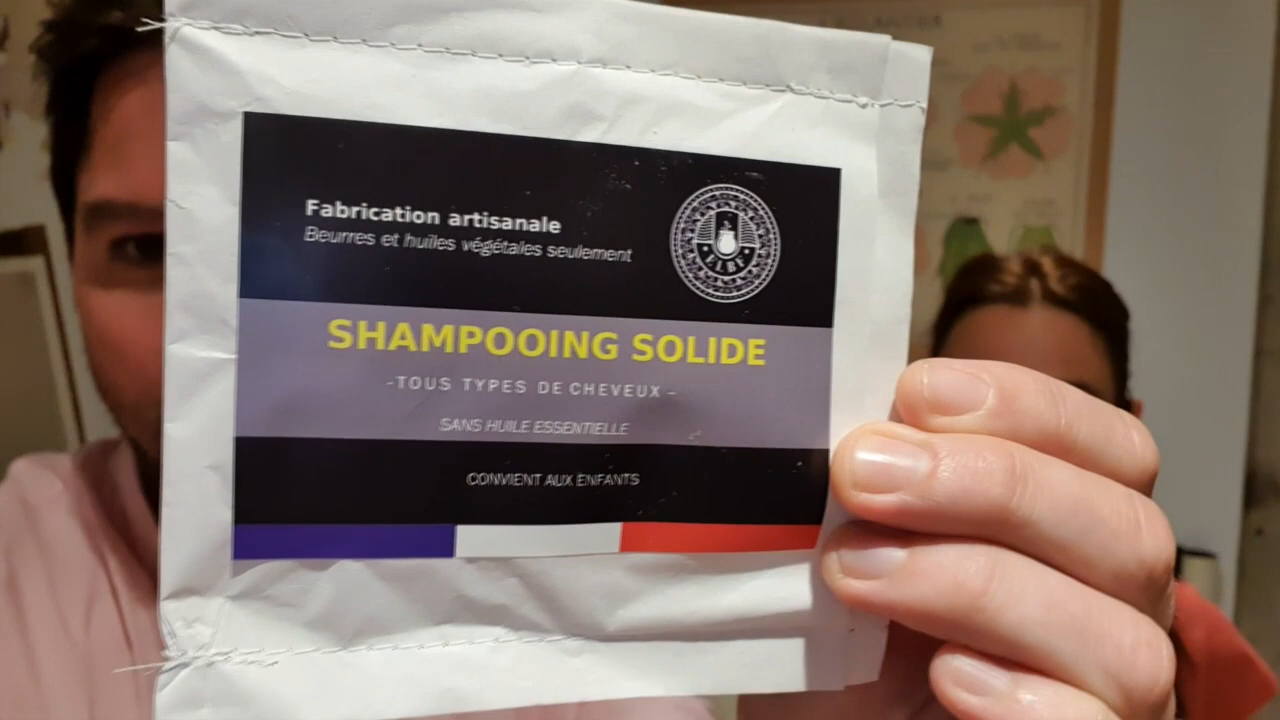 Fabrication artisanale
Beurres et huiles végétales seulement
ELBF
SHAMPOOING SOLIDE
-TOUS TYPES DE CHEVEUX -
SANS HUILE ESSENTIELLE
CONVIENT AUX ENFANTS